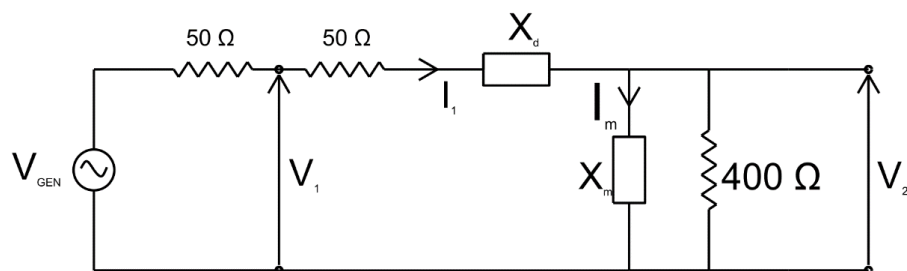 50 Ω
50 Ω
X_d
I_1
I_m
V_GEN
V_1
X_m
400 Ω
V_2